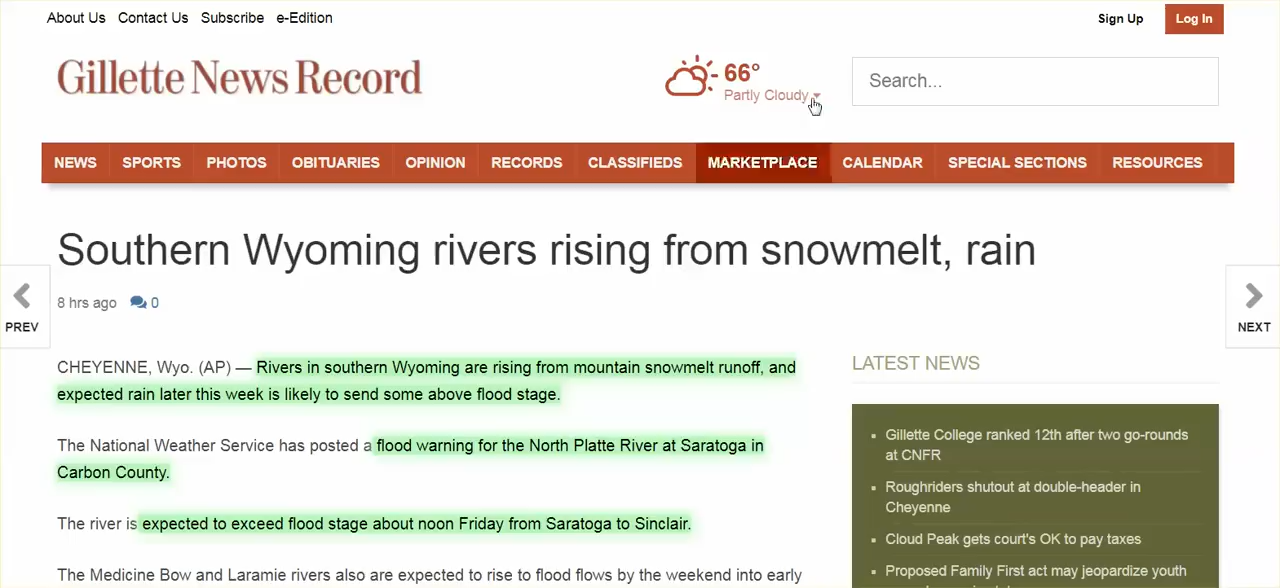 About Us Contact Us Subscribe e-Edition
Sign Up Log In
Gillette News Record
66°
Partly Cloudy
Search...
NEWS SPORTS PHOTOS OBITUARIES OPINION RECORDS CLASSIFIEDS MARKETPLACE CALENDAR SPECIAL SECTIONS RESOURCES
Southern Wyoming rivers rising from snowmelt, rain
8 hrs ago 0
PREV
NEXT
CHEYENNE, Wyo. (AP) — Rivers in southern Wyoming are rising from mountain snowmelt runoff, and
expected rain later this week is likely to send some above flood stage.
The National Weather Service has posted a flood warning for the North Platte River at Saratoga in
Carbon County.
The river is expected to exceed flood stage about noon Friday from Saratoga to Sinclair.
The Medicine Bow and Laramie rivers also are expected to rise to flood flows by the weekend into early
LATEST NEWS
Gillette College ranked 12th after two go-rounds
at CNFR
Roughriders shutout at double-header in
Cheyenne
Cloud Peak gets court's OK to pay taxes
Proposed Family First act may jeopardize youth